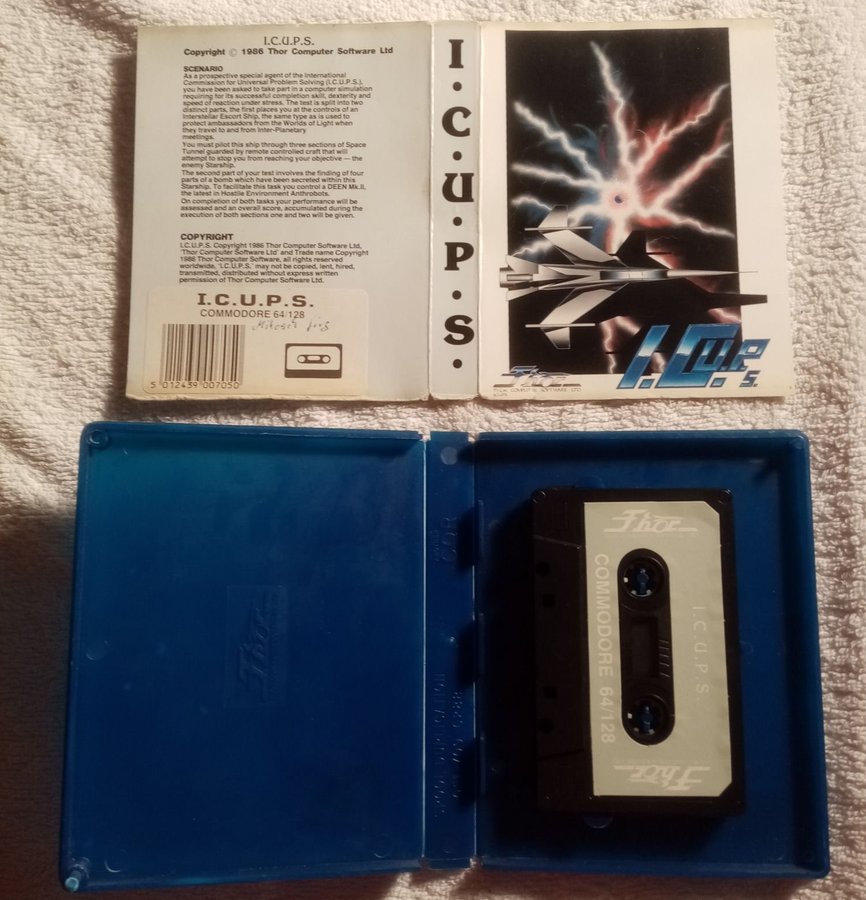 I.C.U.P.S.
Copyright © 1986 Thor Computer Software Ltd
SCENARIO
As a prospective special agent of the International
Commission for Universal Problem Solving (I.C.U.P.S.),
you have been asked to take part in a computer simulation
requiring for its successful completion skill, dexterity and
speed of reaction under stress. The test is split into two
distinct parts, the first places you at the controls of an
Interstellar Escort Ship, the same type as is used to
protect ambassadors from the Worlds of Light when
they travel to and from Inter-Planetary
meetings.
You must pilot this ship through three sections of Space
Tunnel guarded by remote controlled craft that will
attempt to stop you from reaching your objective — the
enemy Starship.
The second part of your test involves the finding of four
parts of a bomb which have been secreted within this
Starship. To facilitate this task you control a DEEN Mk.II,
the latest in Hostile Environment Anthrobots.
On completion of both tasks your performance will be
assessed and an overall score, accumulated during the
execution of both sections one and two will be given.
COPYRIGHT
I.C.U.P.S. Copyright 1986 Thor Computer Software Ltd,
'Thor Computer Software Ltd' and Trade name Copyright
1986 Thor Computer Software, all rights reserved
worldwide. 'I.C.U.P.S.' may not be copied, lent, hired,
transmitted, distributed without express written
permission of Thor Computer Software Ltd.
I.C.U.P.S.
COMMODORE 64/128
5 012439 007050
I.C.U.P.S.
I.C.U.P.S.
Thor
THOR COMPUTER SOFTWARE LTD
Thor
Thor
COMMODORE 64/128
I.C.U.P.S.
Thor